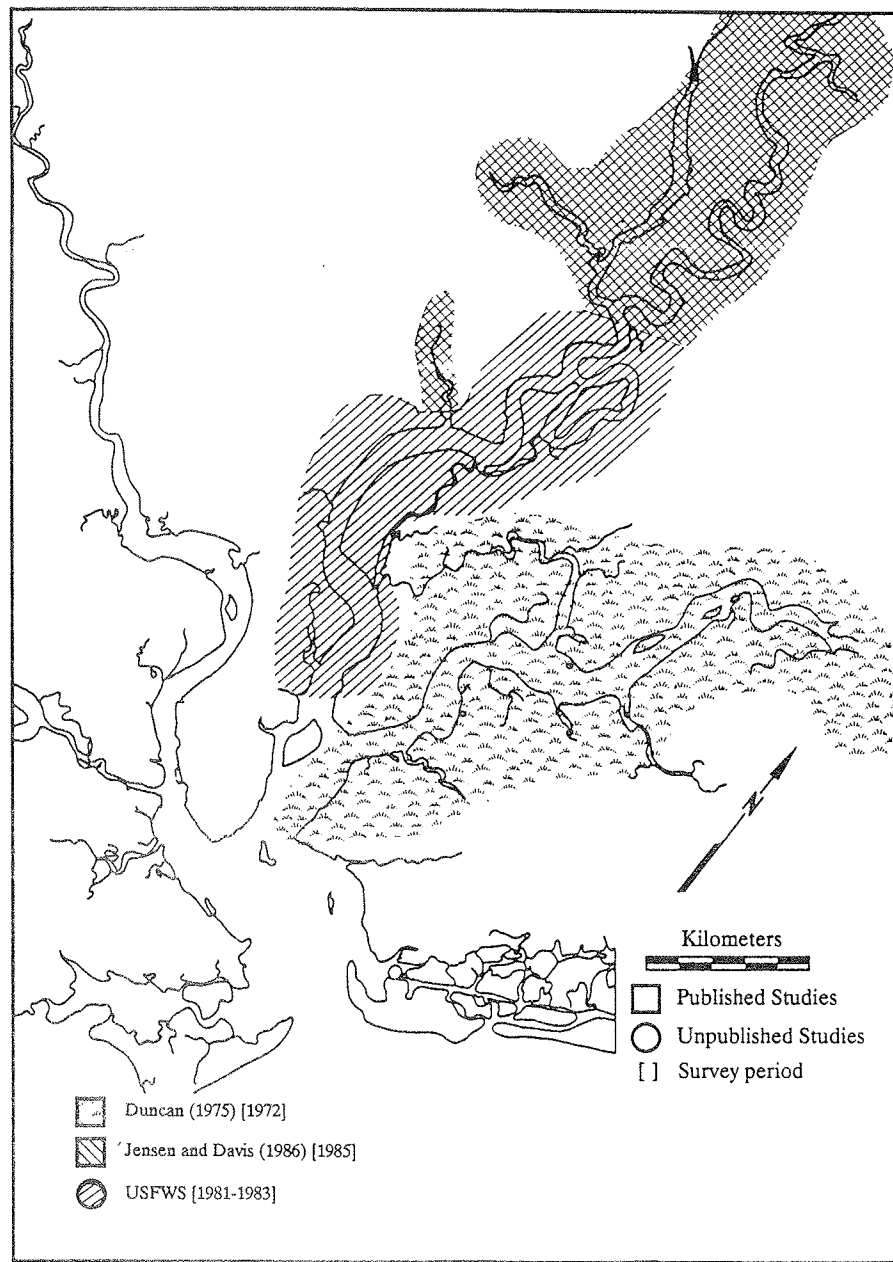 N
Kilometers
Published Studies
Unpublished Studies
[ ] Survey period
Duncan (1975) [1972]
Jensen and Davis (1986) [1985]
USFWS [1981-1983]